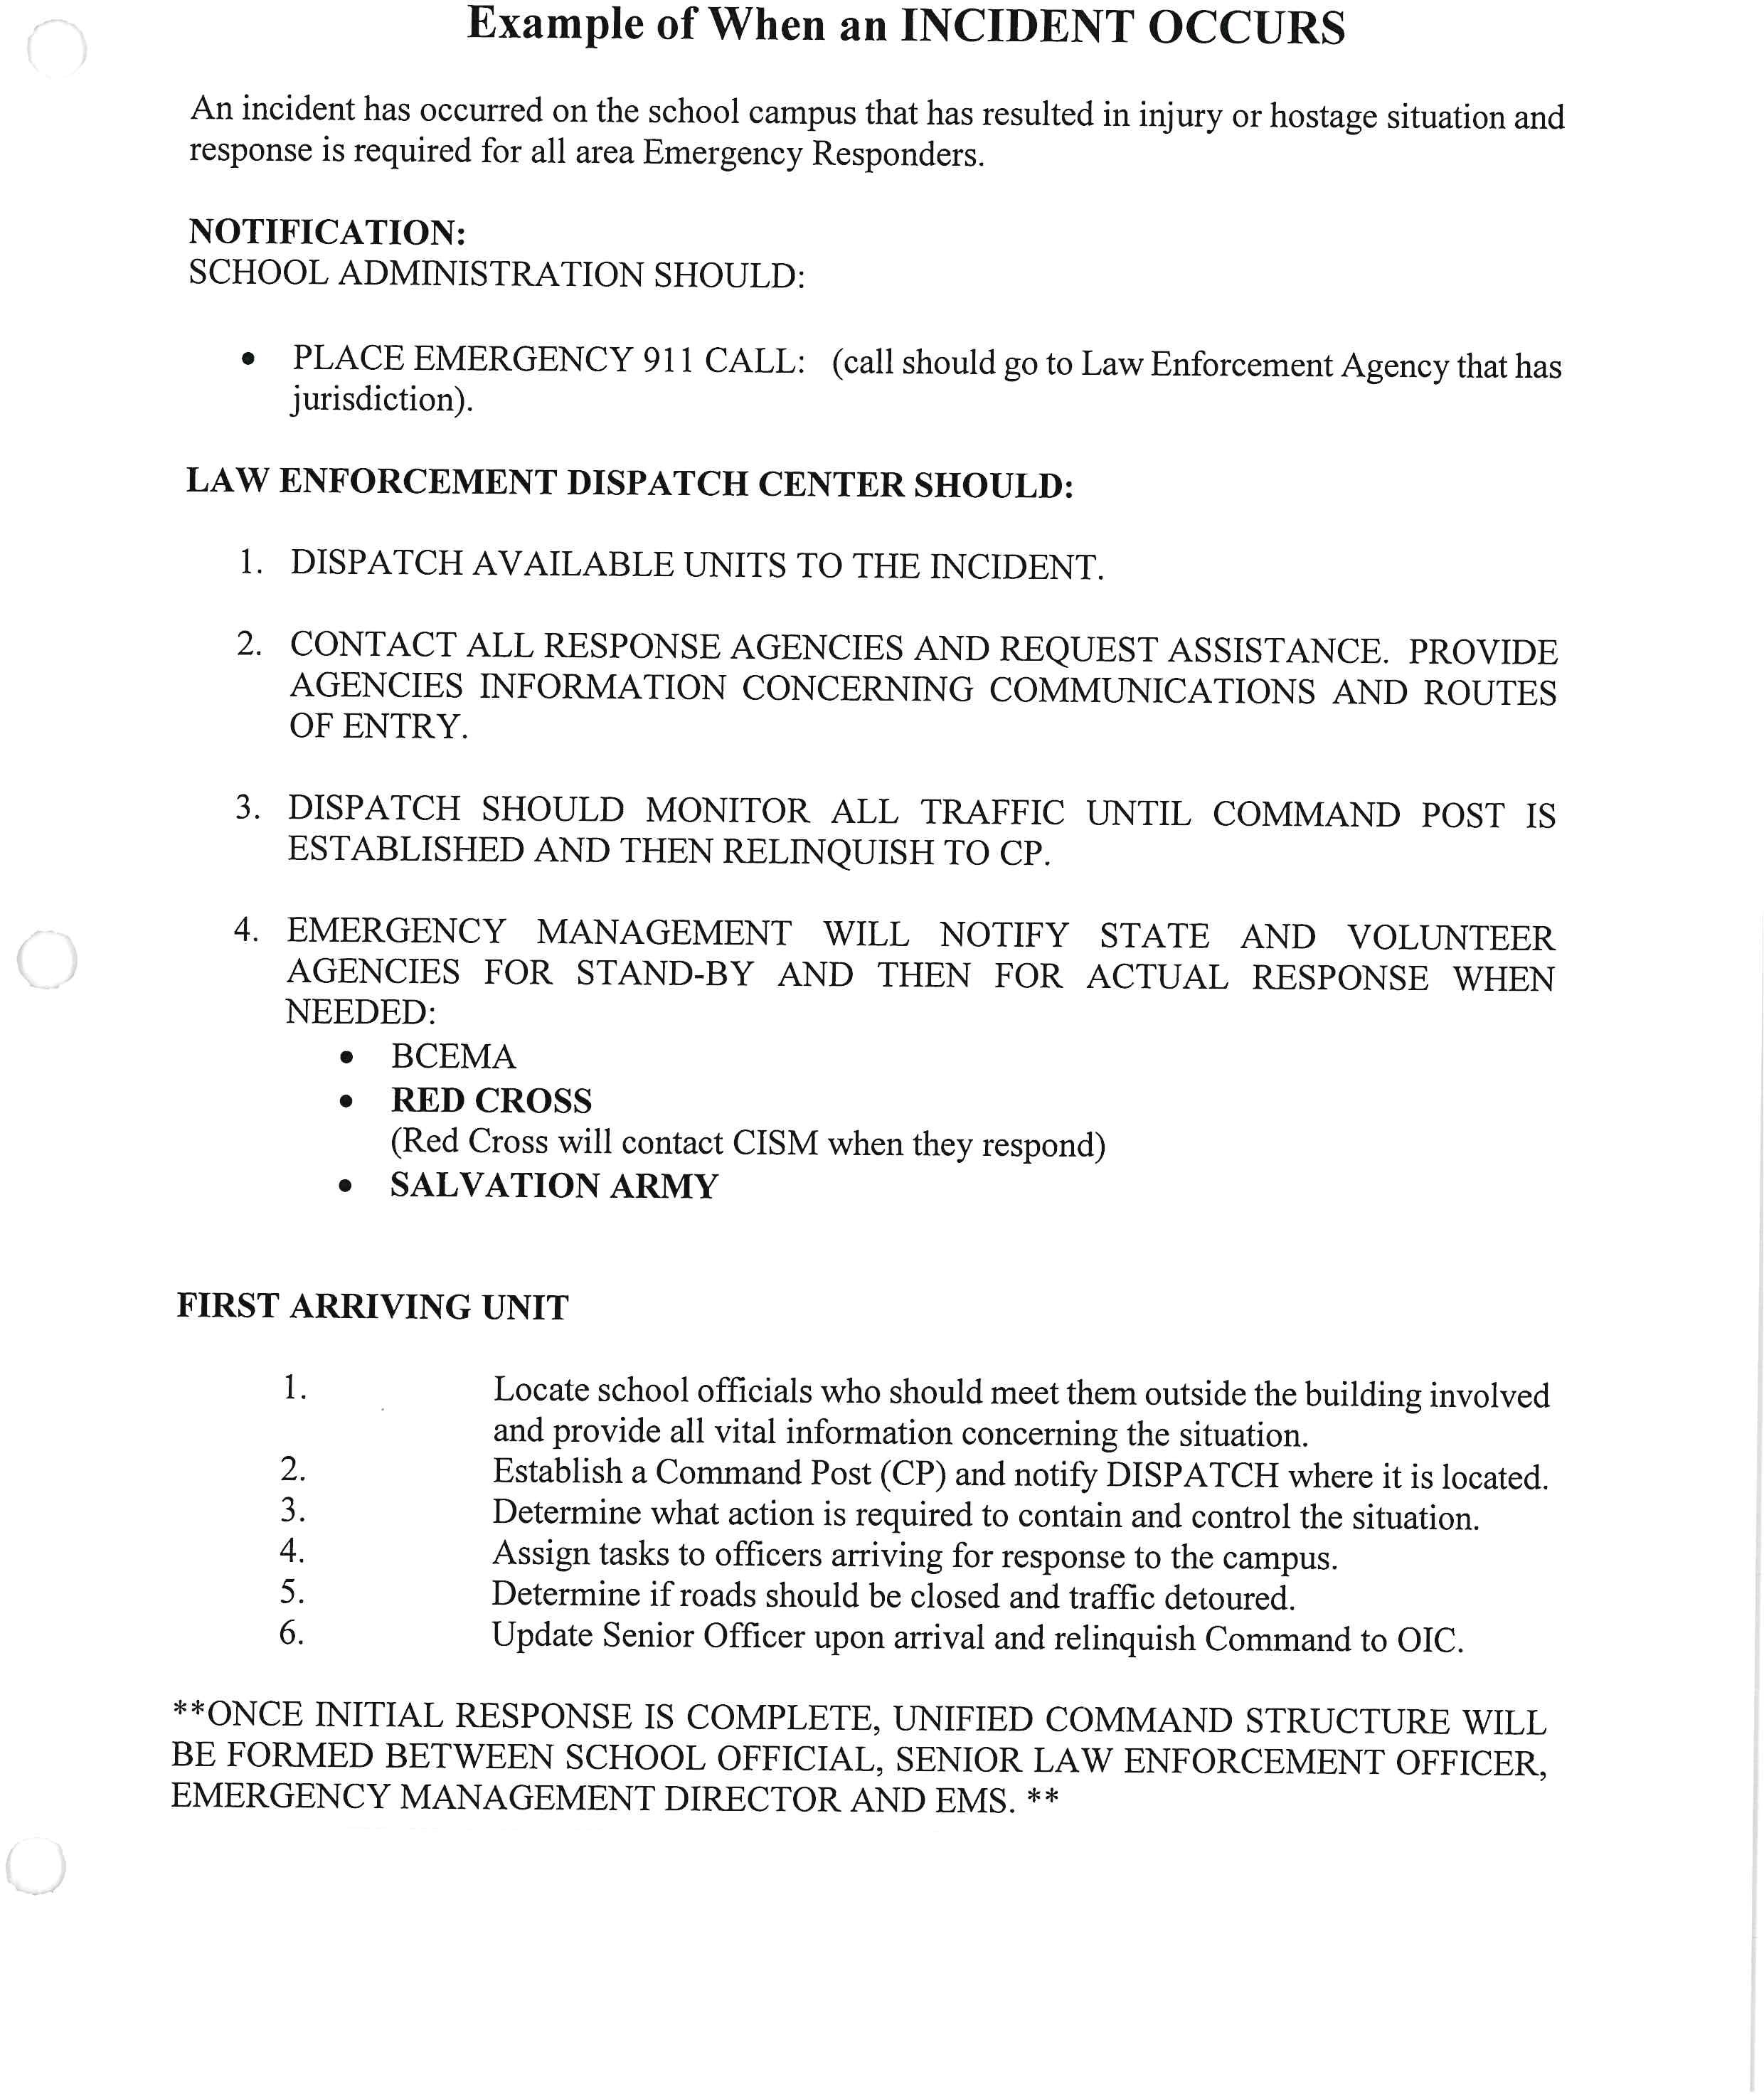 Example of When an INCIDENT OCCURS
An incident has occurred on the school campus that has resulted in injury or hostage situation and
response is required for all area Emergency Responders.
NOTIFICATION:
SCHOOL ADMINISTRATION SHOULD:
• PLACE EMERGENCY 911 CALL: (call should go to Law Enforcement Agency that has
jurisdiction).
LAW ENFORCEMENT DISPATCH CENTER SHOULD:
1. DISPATCH AVAILABLE UNITS TO THE INCIDENT.
2. CONTACT ALL RESPONSE AGENCIES AND REQUEST ASSISTANCE. PROVIDE
AGENCIES INFORMATION CONCERNING COMMUNICATIONS AND ROUTES
OF ENTRY.
3. DISPATCH SHOULD MONITOR ALL TRAFFIC UNTIL COMMAND POST IS
ESTABLISHED AND THEN RELINQUISH TO CP.
4. EMERGENCY MANAGEMENT WILL NOTIFY STATE AND VOLUNTEER
AGENCIES FOR STAND-BY AND THEN FOR ACTUAL RESPONSE WHEN
NEEDED:
• BCEMA
• RED CROSS
(Red Cross will contact CISM when they respond)
• SALVATION ARMY
FIRST ARRIVING UNIT
1. Locate school officials who should meet them outside the building involved
and provide all vital information concerning the situation.
2. Establish a Command Post (CP) and notify DISPATCH where it is located.
3. Determine what action is required to contain and control the situation.
4. Assign tasks to officers arriving for response to the campus.
5. Determine if roads should be closed and traffic detoured.
6. Update Senior Officer upon arrival and relinquish Command to OIC.
**ONCE INITIAL RESPONSE IS COMPLETE, UNIFIED COMMAND STRUCTURE WILL
BE FORMED BETWEEN SCHOOL OFFICIAL, SENIOR LAW ENFORCEMENT OFFICER,
EMERGENCY MANAGEMENT DIRECTOR AND EMS. **